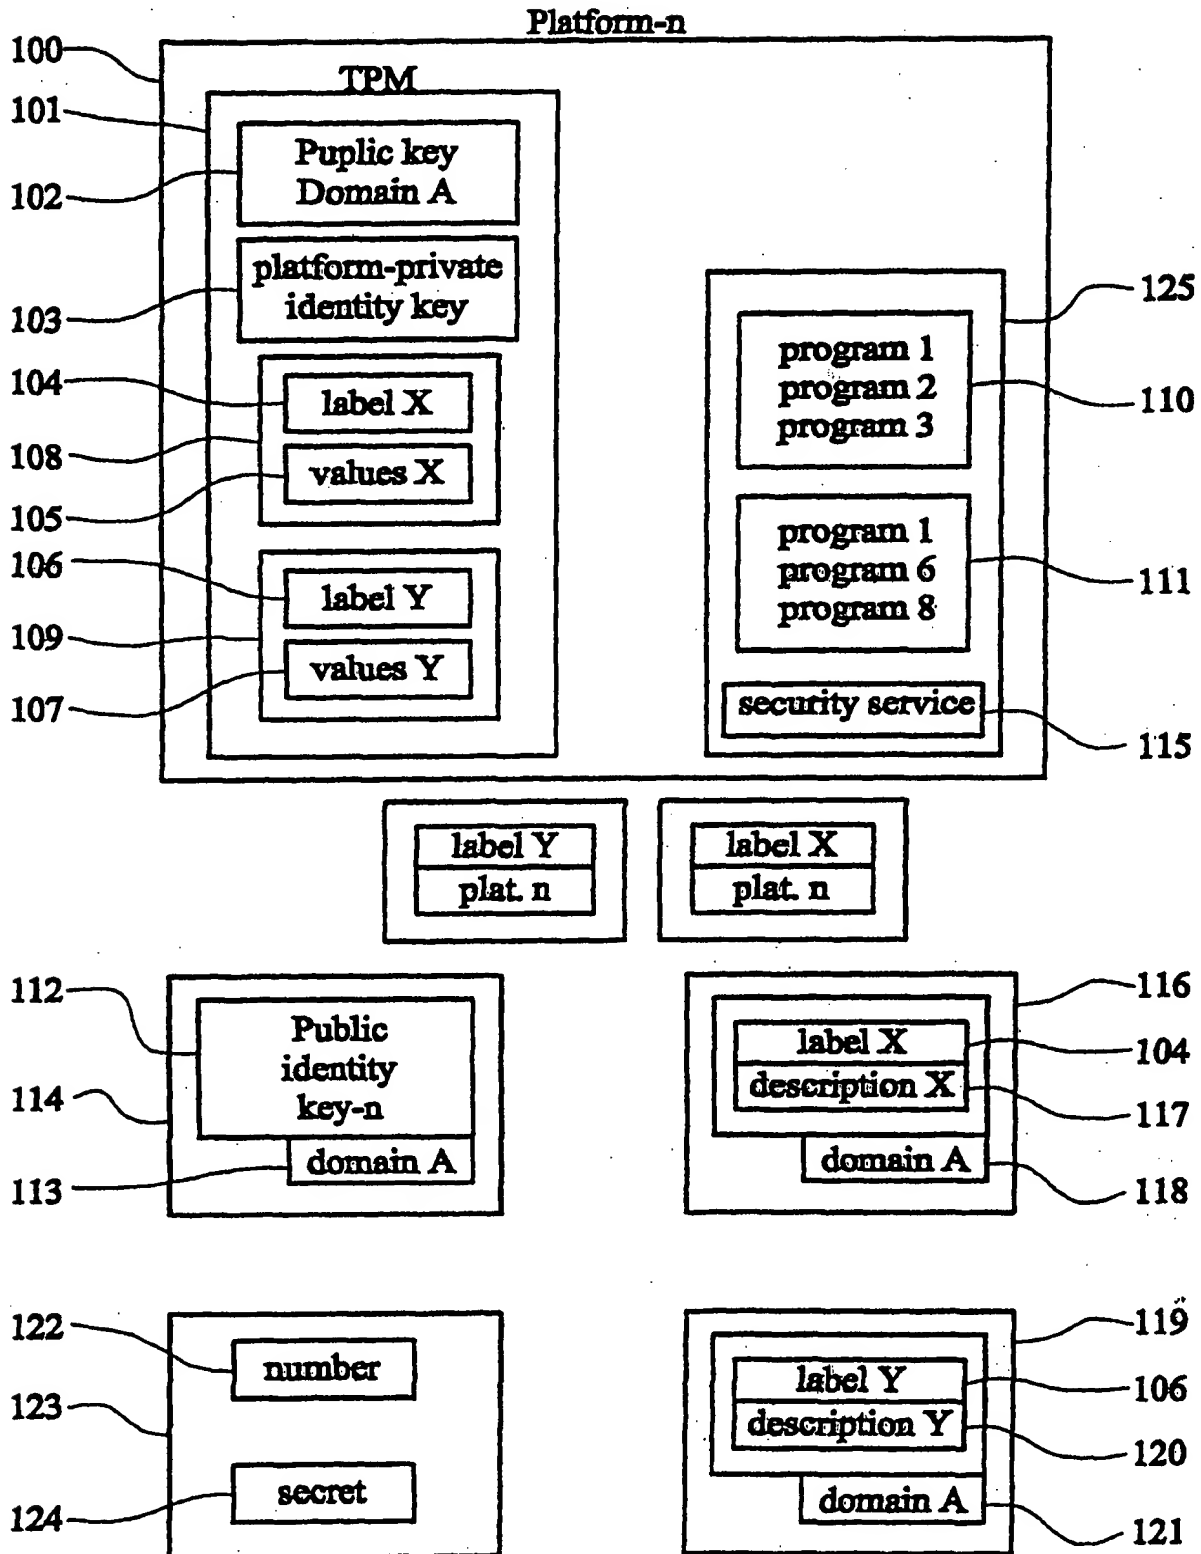 Platform-n
100
TPM
101
Puplic key
Domain A
102
platform-private
identity key
103
125
program 1
program 2
program 3
110
104
label X
108
values X
105
program 1
program 6
program 8
111
106
label Y
109
values Y
107
security service
115
label Y
plat. n
label X
plat. n
112
Public
identity
key-n
114
domain A
113
116
label X
104
description X
117
domain A
118
122
number
123
secret
124
119
label Y
106
description Y
120
domain A
121